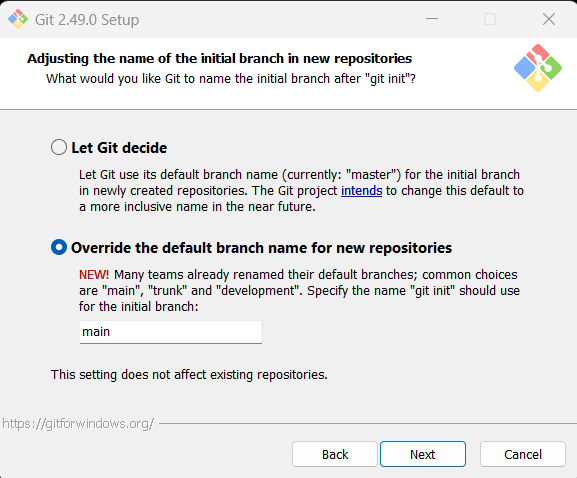 Git 2.49.0 Setup
Adjusting the name of the initial branch in new repositories
What would you like Git to name the initial branch after "git init"?
Let Git decide
Let Git use its default branch name (currently: "master") for the initial branch
in newly created repositories. The Git project intends to change this default to
a more inclusive name in the near future.
Override the default branch name for new repositories
NEW! Many teams already renamed their default branches; common choices
are "main", "trunk" and "development". Specify the name "git init" should use
for the initial branch:
main
This setting does not affect existing repositories.
https://gitforwindows.org/
Back
Next
Cancel